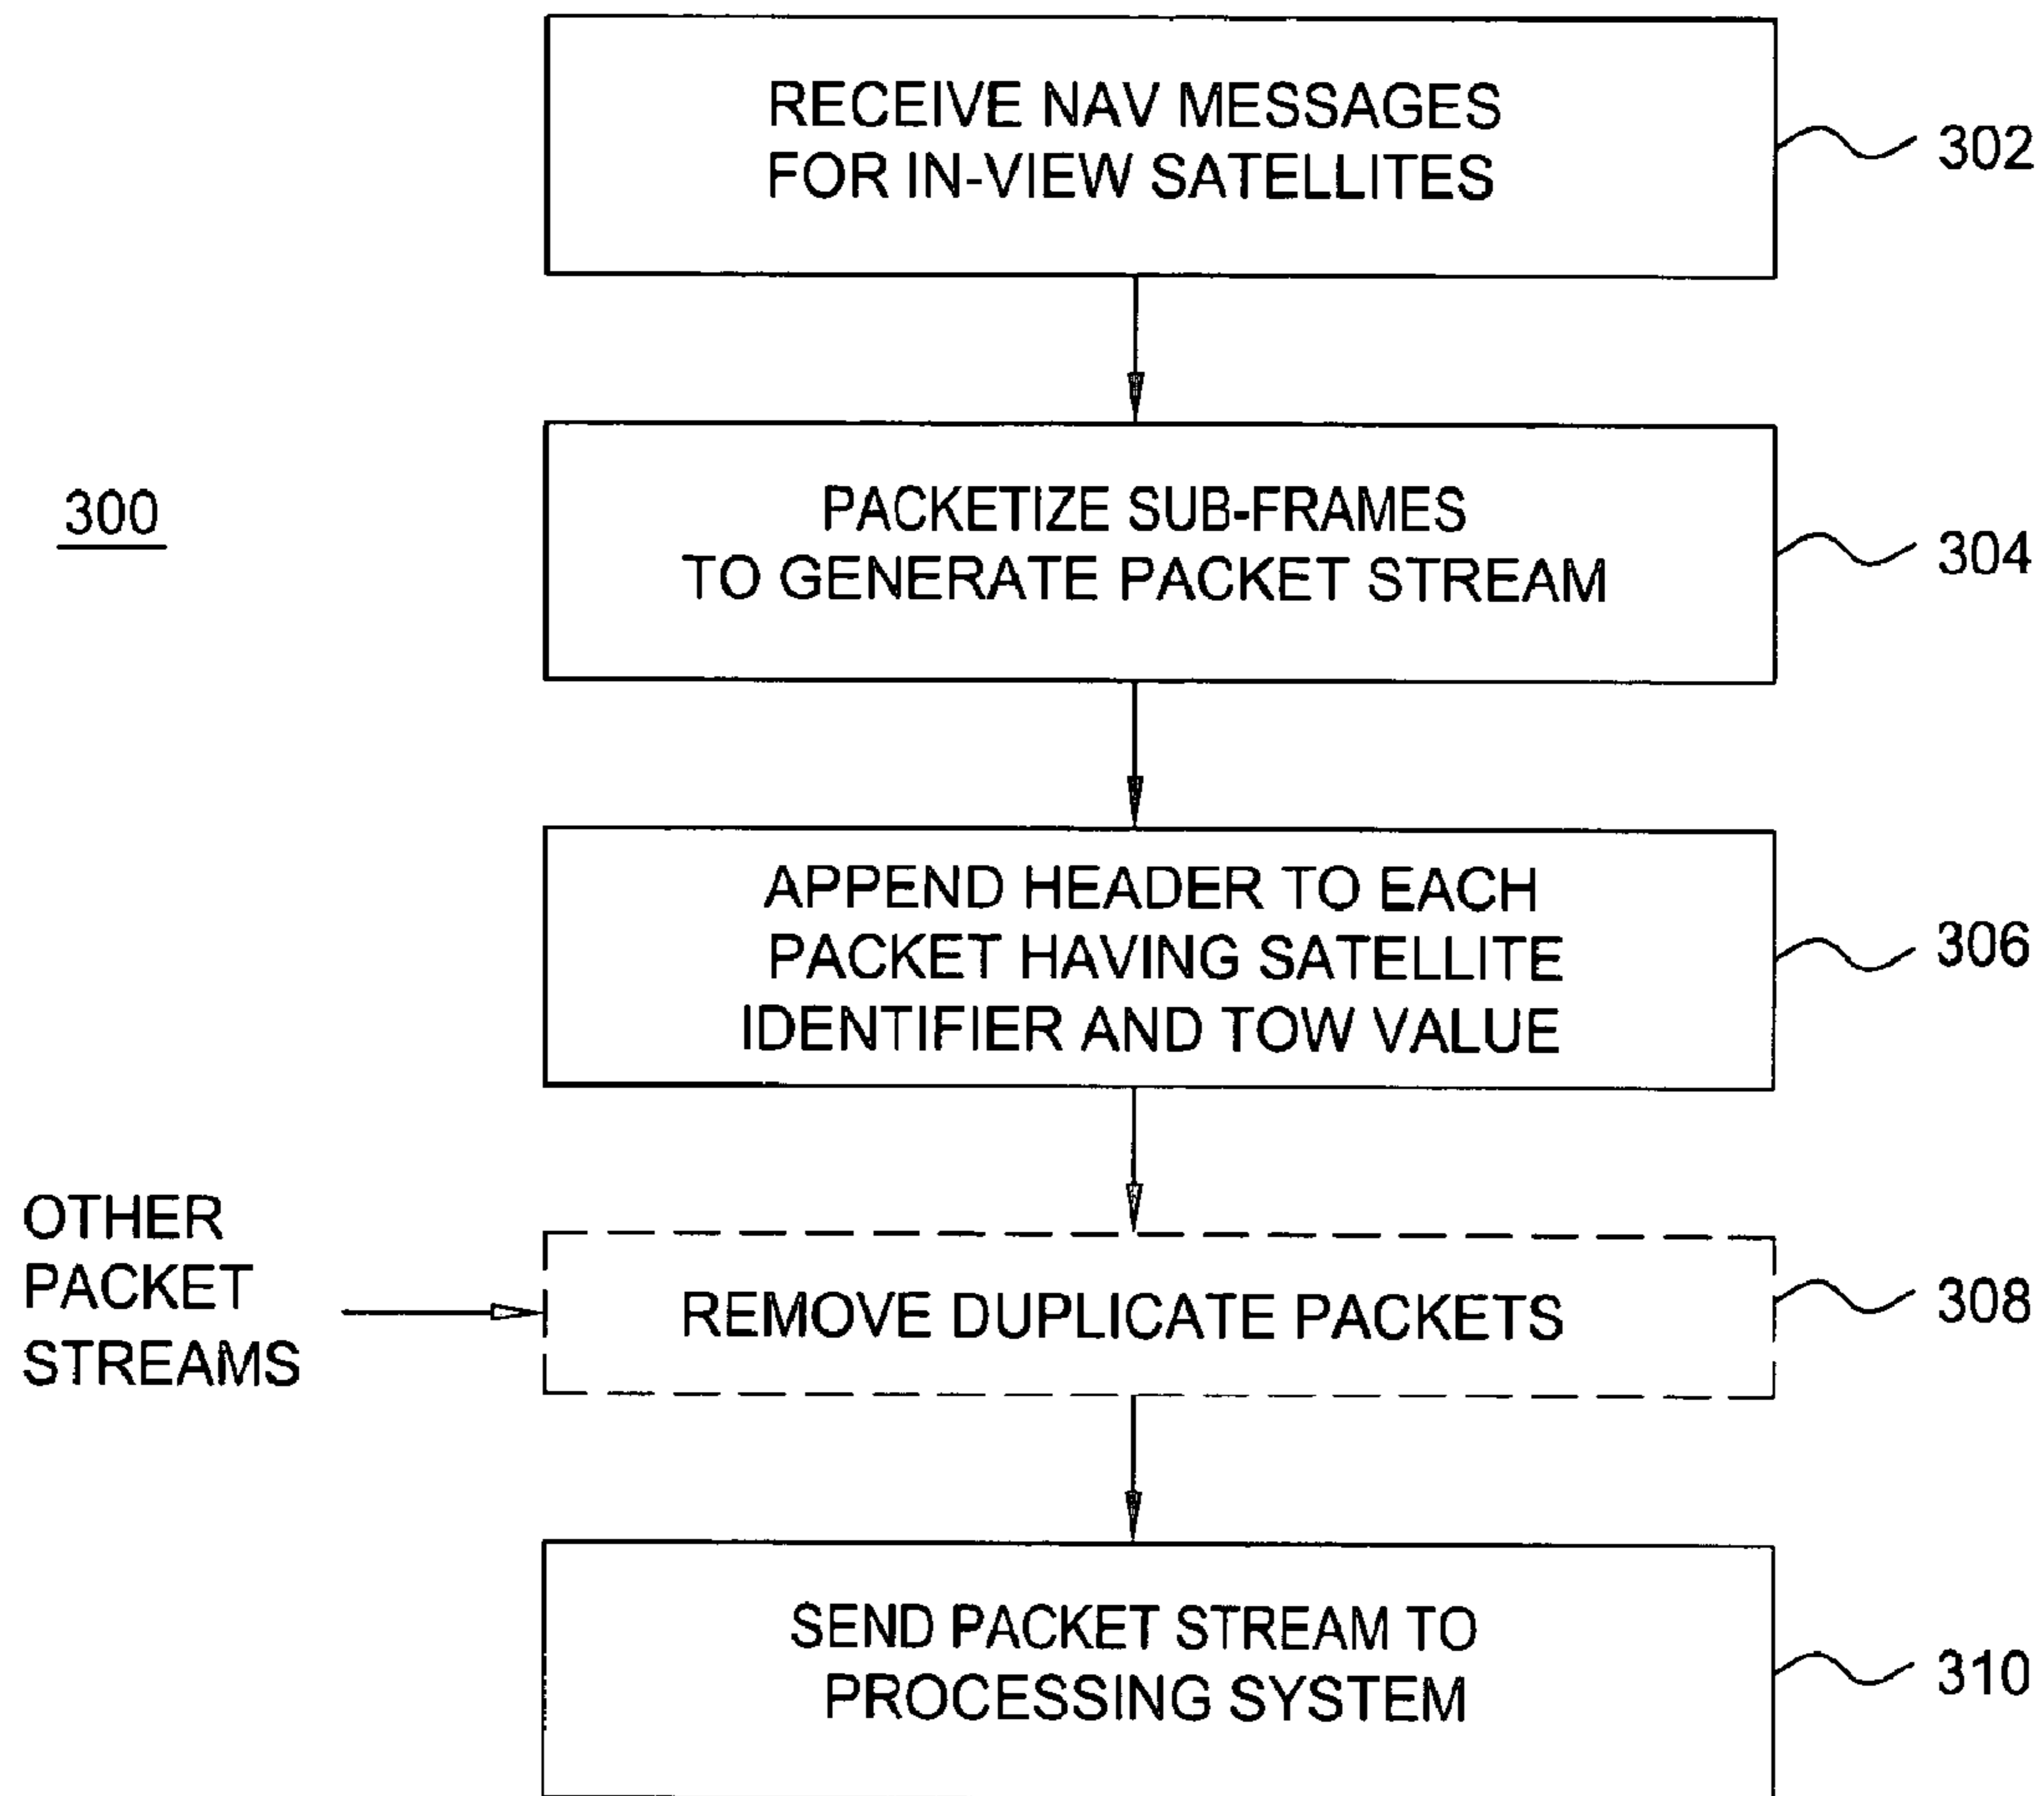 RECEIVE NAV MESSAGES
FOR IN-VIEW SATELLITES
302
300
PACKETIZE SUB-FRAMES
TO GENERATE PACKET STREAM
304
APPEND HEADER TO EACH
PACKET HAVING SATELLITE
IDENTIFIER AND TOW VALUE
306
OTHER
PACKET
STREAMS
REMOVE DUPLICATE PACKETS
308
SEND PACKET STREAM TO
PROCESSING SYSTEM
310